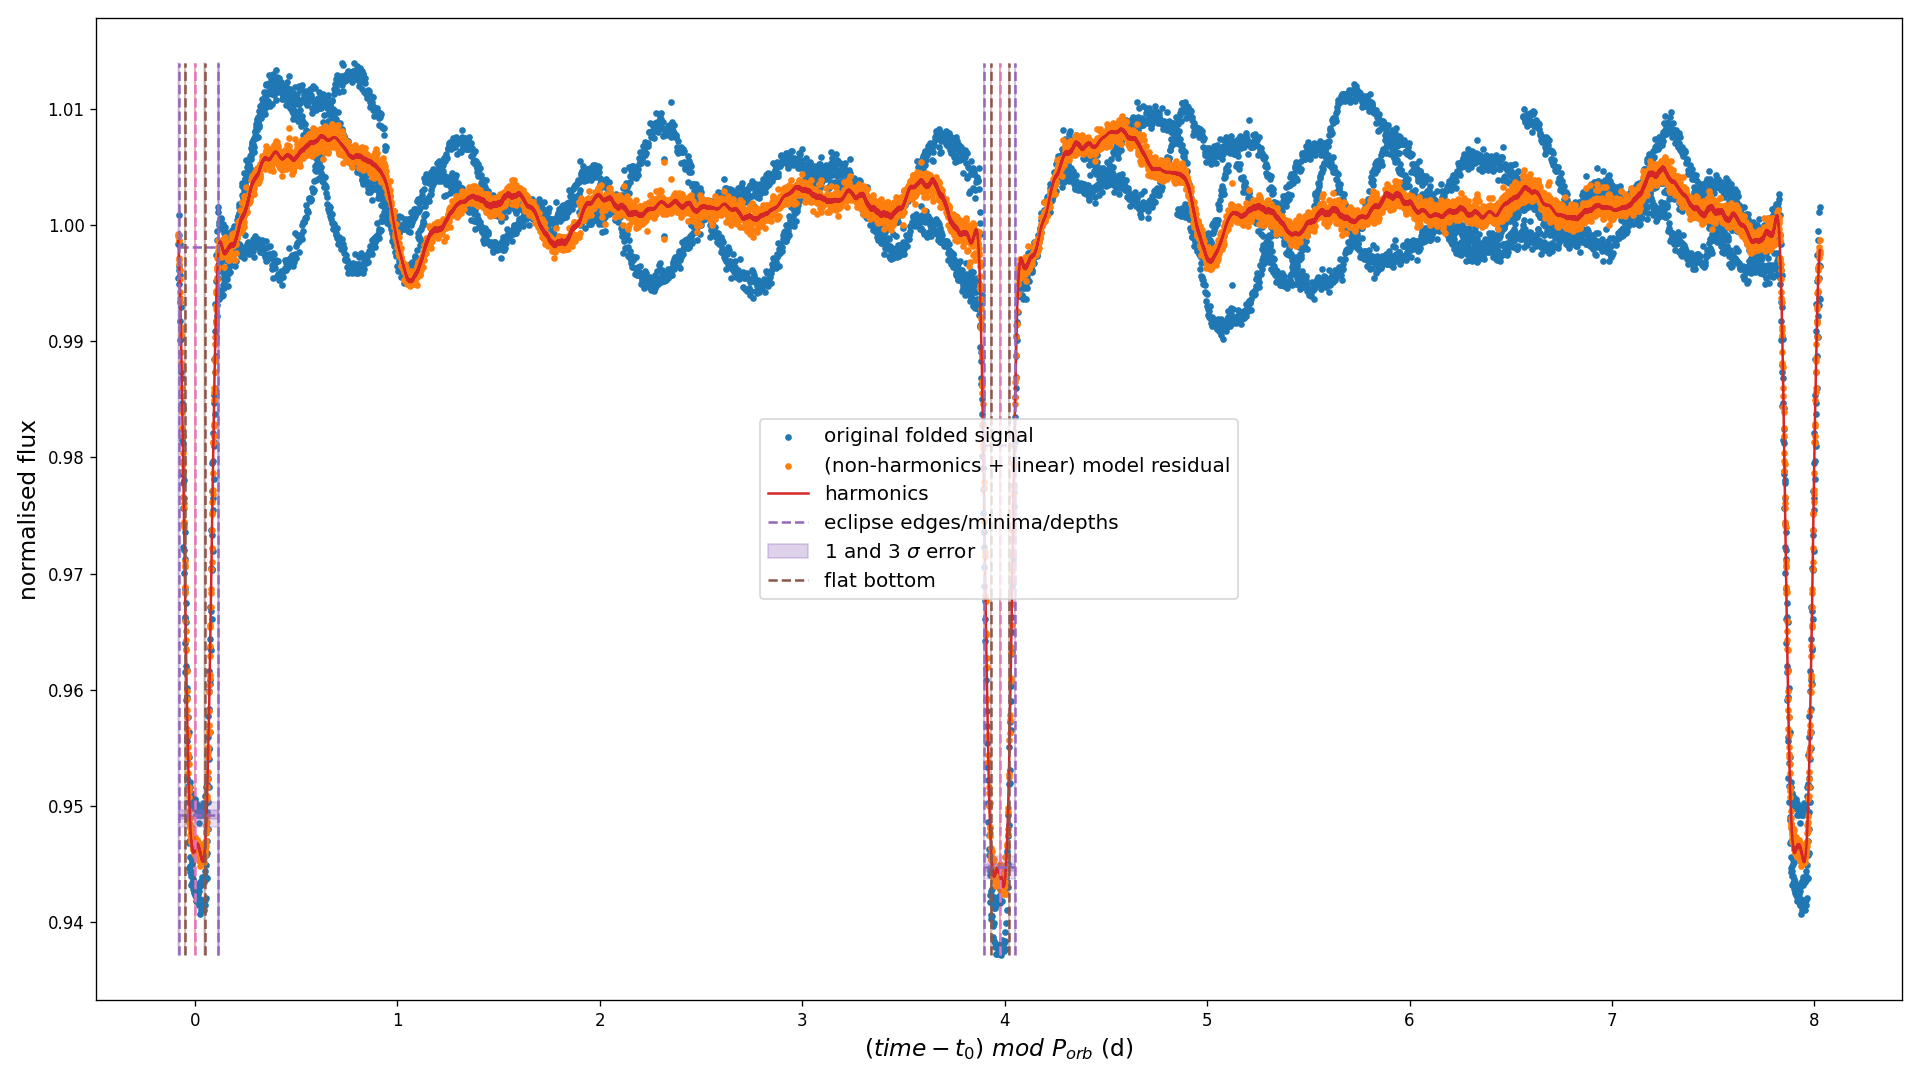 normalised flux
1.01
1.00
0.99
0.98
0.97
0.96
0.95
0.94
original folded signal
(non-harmonics + linear) model residual
harmonics
eclipse edges/minima/depths
1 and 3 σ error
flat bottom
0 1 2 3 4 5 6 7 8
(time − t₀) mod P_orb (d)